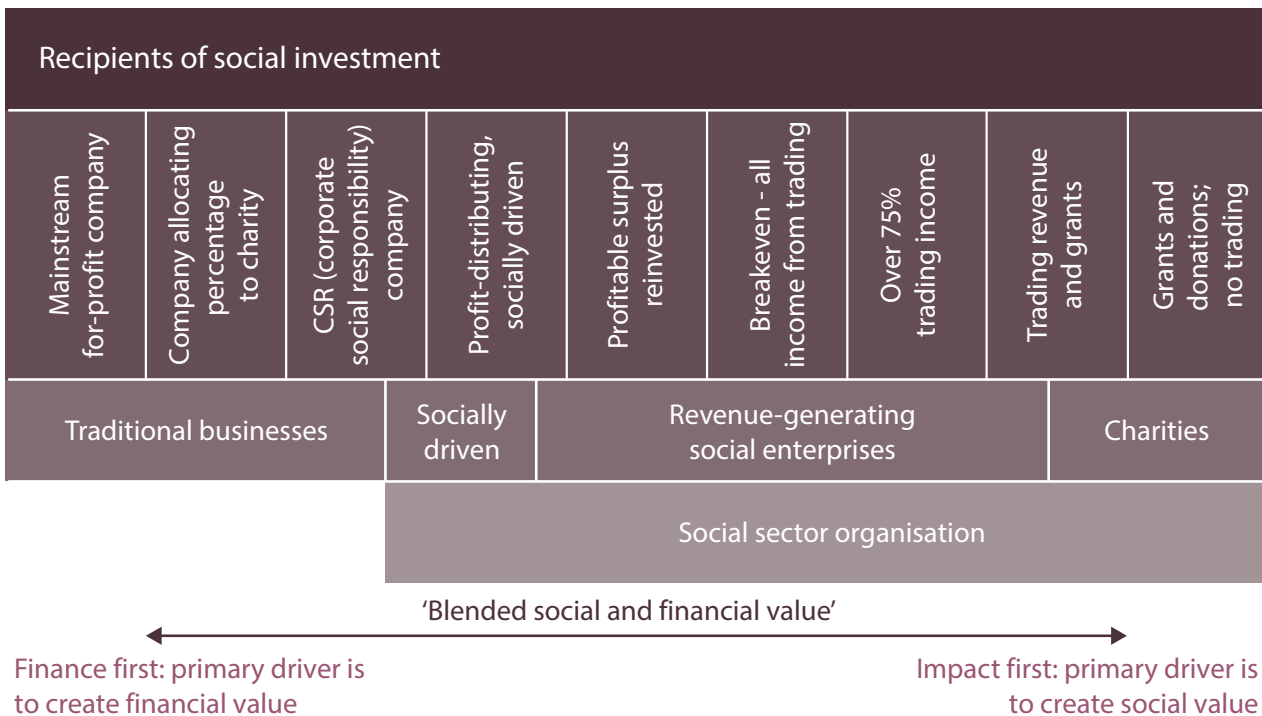 Recipients of social investment
Mainstream
for-profit company
Company allocating
percentage
to charity
CSR (corporate
social responsibility)
company
Profit-distributing,
socially driven
Profitable surplus
reinvested
Breakeven - all
income from trading
Over 75%
trading income
Trading revenue
and grants
Grants and
donations;
no trading
Traditional businesses
Socially
driven
Revenue-generating
social enterprises
Charities
Social sector organisation
‘Blended social and financial value’
Finance first: primary driver is
to create financial value
Impact first: primary driver is
to create social value